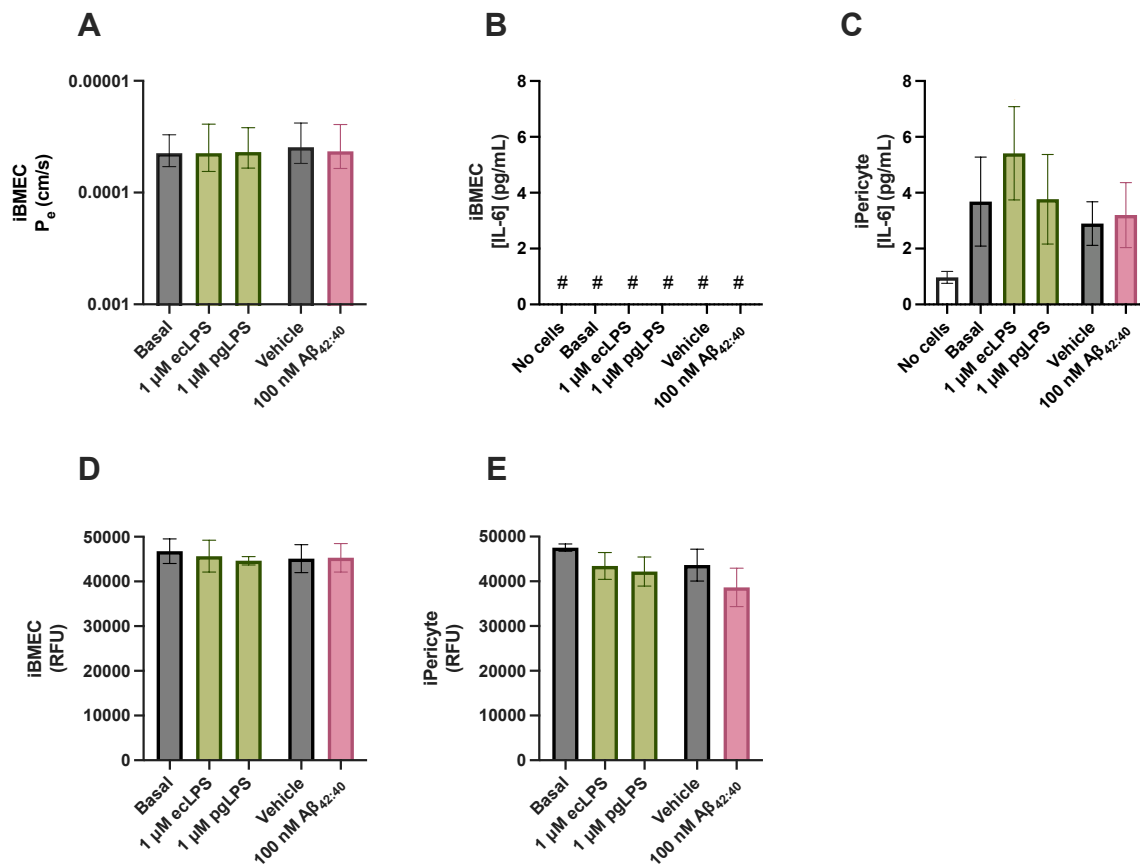 A
0.00001
0.0001
0.001
iBMEC
Pₑ (cm/s)
Basal
1 µM ecLPS
1 µM pgLPS
Vehicle
100 nM Aβ₄₂:₄₀
B
8
6
4
2
0
iBMEC
[IL-6] (pg/mL)
# # # # # #
No cells
Basal
1 µM ecLPS
1 µM pgLPS
Vehicle
100 nM Aβ₄₂:₄₀
C
8
6
4
2
0
iPericyte
[IL-6] (pg/mL)
No cells
Basal
1 µM ecLPS
1 µM pgLPS
Vehicle
100 nM Aβ₄₂:₄₀
D
50000
40000
30000
20000
10000
0
iBMEC
(RFU)
Basal
1 µM ecLPS
1 µM pgLPS
Vehicle
100 nM Aβ₄₂:₄₀
E
50000
40000
30000
20000
10000
0
iPericyte
(RFU)
Basal
1 µM ecLPS
1 µM pgLPS
Vehicle
100 nM Aβ₄₂:₄₀